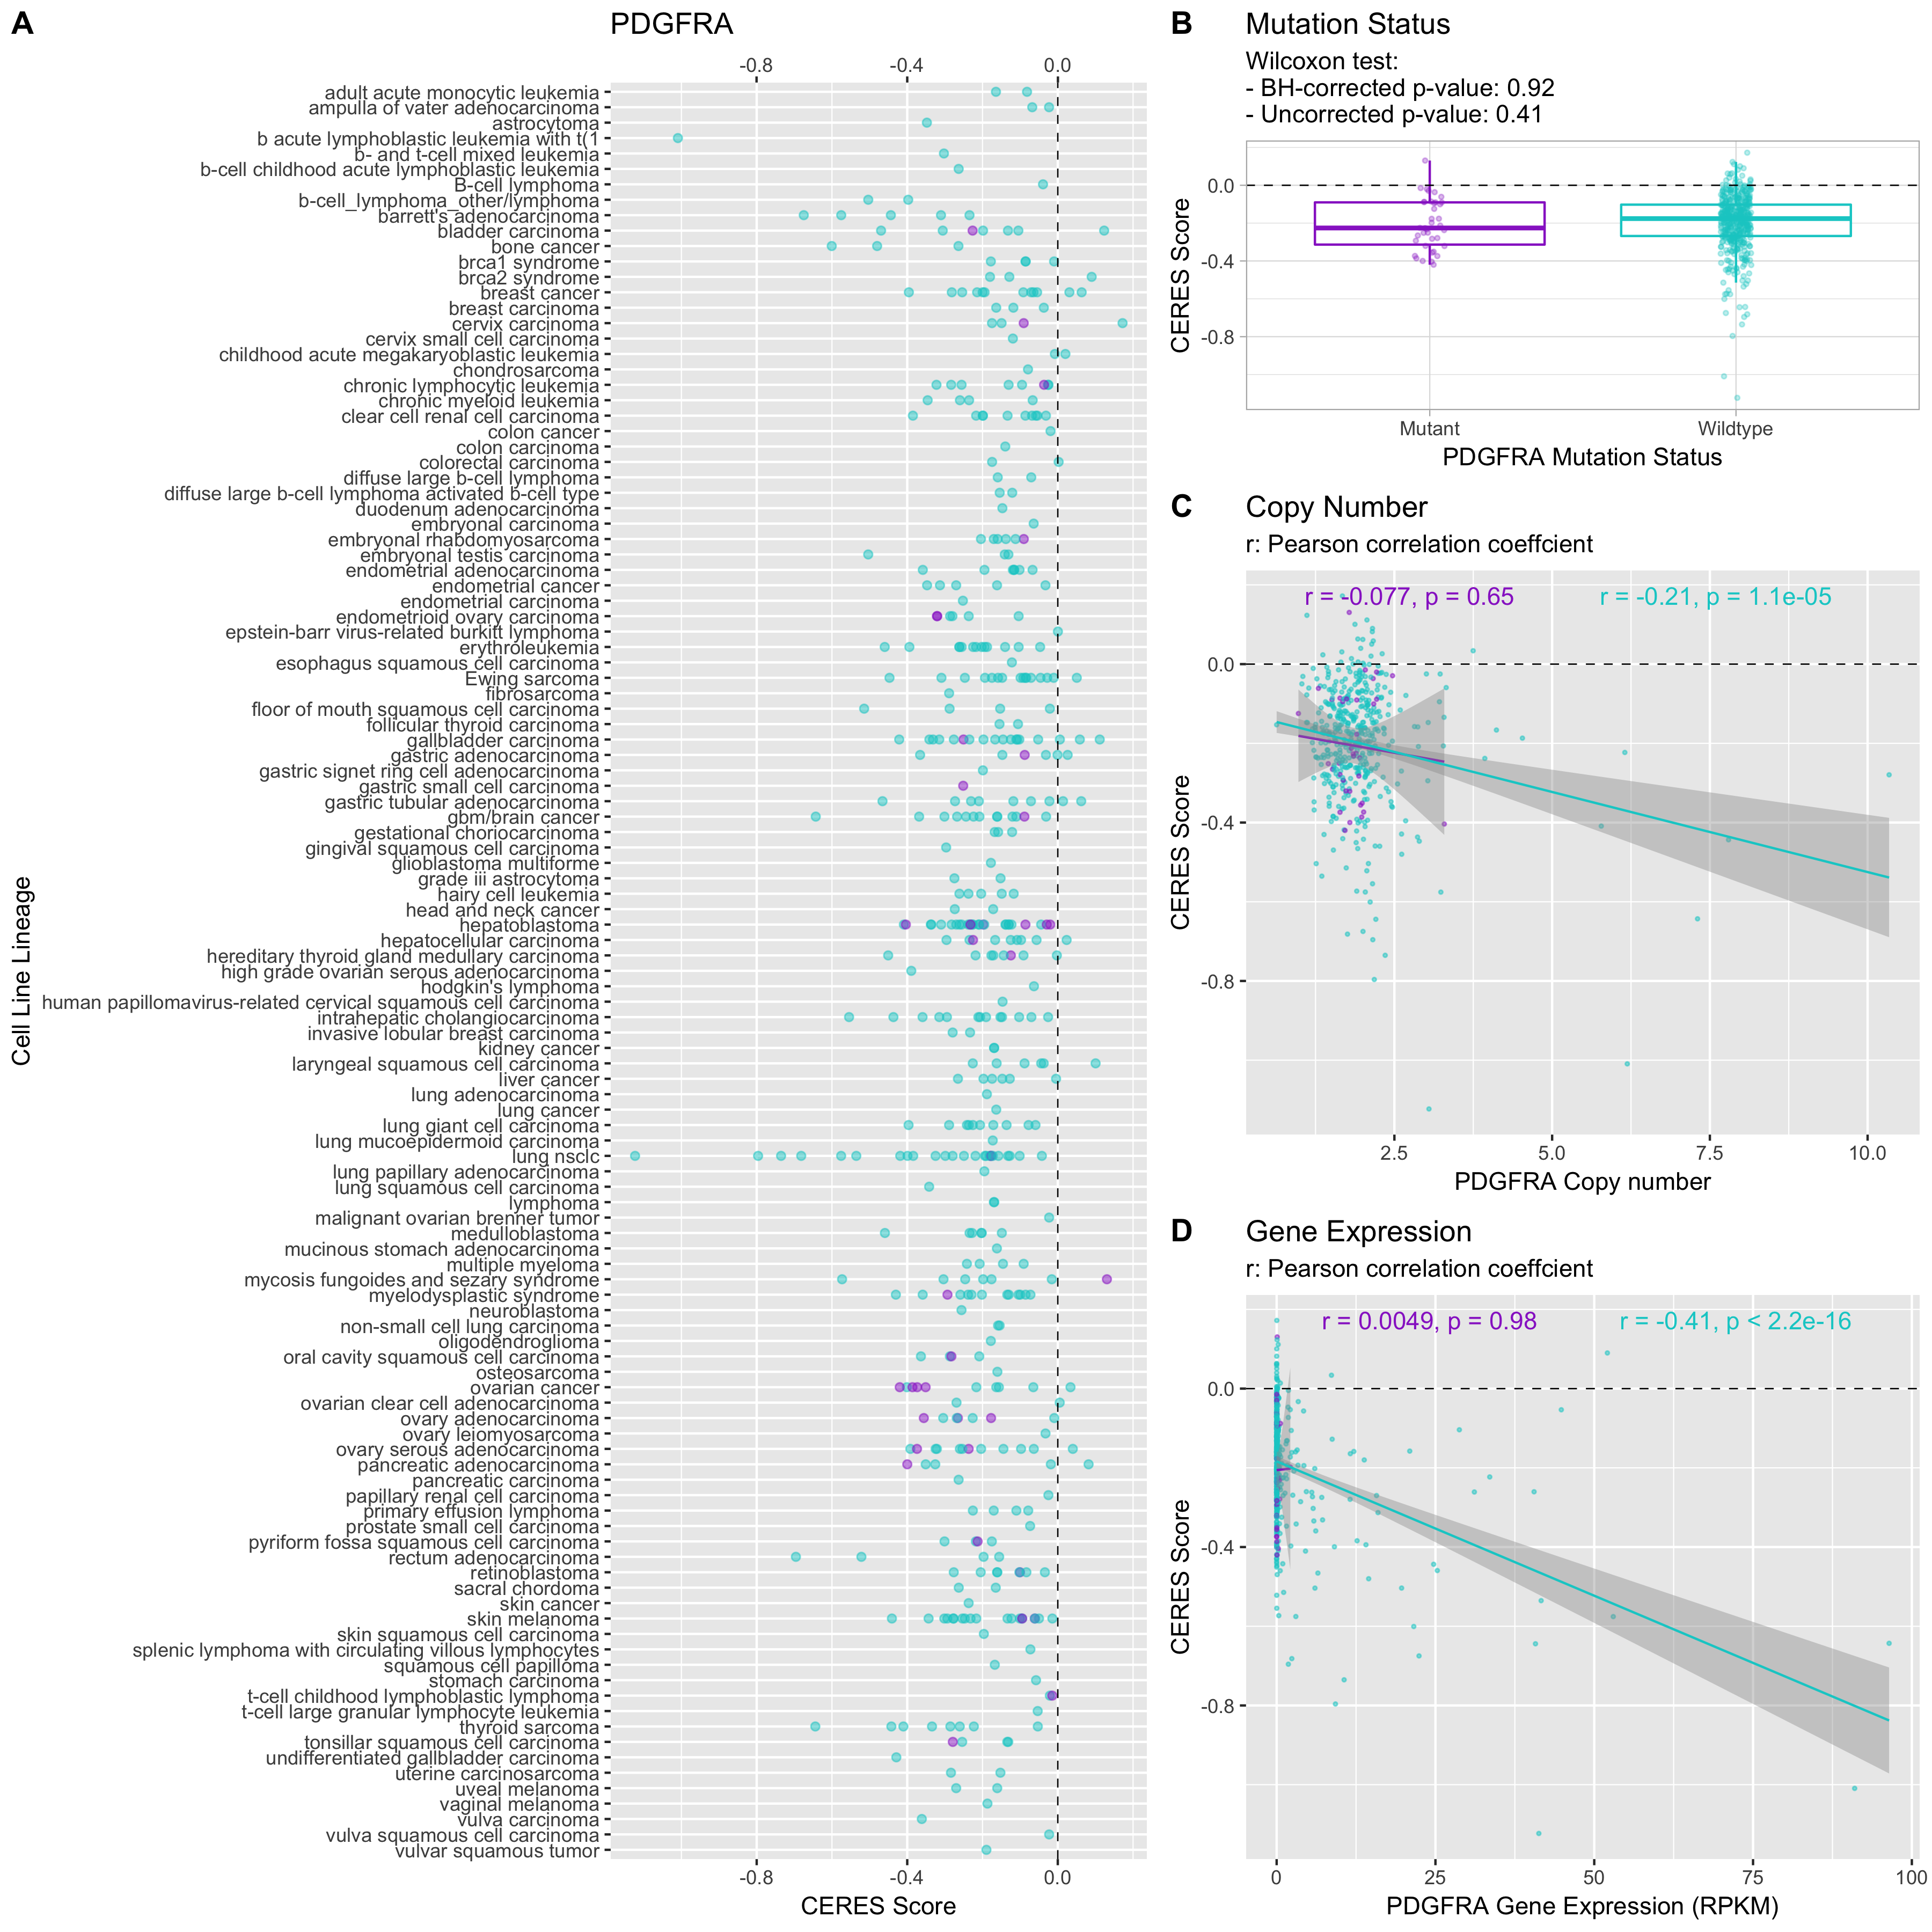 A
PDGFRA
-0.8 -0.4 0.0
Cell Line Lineage
adult acute monocytic leukemia
ampulla of vater adenocarcinoma
astrocytoma
b acute lymphoblastic leukemia with t(1
b- and t-cell mixed leukemia
b-cell childhood acute lymphoblastic leukemia
B-cell lymphoma
b-cell_lymphoma_other/lymphoma
barrett's adenocarcinoma
bladder carcinoma
bone cancer
brca1 syndrome
brca2 syndrome
breast cancer
breast carcinoma
cervix carcinoma
cervix small cell carcinoma
childhood acute megakaryoblastic leukemia
chondrosarcoma
chronic lymphocytic leukemia
chronic myeloid leukemia
clear cell renal cell carcinoma
colon cancer
colon carcinoma
colorectal carcinoma
diffuse large b-cell lymphoma
diffuse large b-cell lymphoma activated b-cell type
duodenum adenocarcinoma
embryonal carcinoma
embryonal rhabdomyosarcoma
embryonal testis carcinoma
endometrial adenocarcinoma
endometrial cancer
endometrial carcinoma
endometrioid ovary carcinoma
epstein-barr virus-related burkitt lymphoma
erythroleukemia
esophagus squamous cell carcinoma
Ewing sarcoma
fibrosarcoma
floor of mouth squamous cell carcinoma
follicular thyroid carcinoma
gallbladder carcinoma
gastric adenocarcinoma
gastric signet ring cell adenocarcinoma
gastric small cell carcinoma
gastric tubular adenocarcinoma
gbm/brain cancer
gestational choriocarcinoma
gingival squamous cell carcinoma
glioblastoma multiforme
grade iii astrocytoma
hairy cell leukemia
head and neck cancer
hepatoblastoma
hepatocellular carcinoma
hereditary thyroid gland medullary carcinoma
high grade ovarian serous adenocarcinoma
hodgkin's lymphoma
human papillomavirus-related cervical squamous cell carcinoma
intrahepatic cholangiocarcinoma
invasive lobular breast carcinoma
kidney cancer
laryngeal squamous cell carcinoma
liver cancer
lung adenocarcinoma
lung cancer
lung giant cell carcinoma
lung mucoepidermoid carcinoma
lung nsclc
lung papillary adenocarcinoma
lung squamous cell carcinoma
lymphoma
malignant ovarian brenner tumor
medulloblastoma
mucinous stomach adenocarcinoma
multiple myeloma
mycosis fungoides and sezary syndrome
myelodysplastic syndrome
neuroblastoma
non-small cell lung carcinoma
oligodendroglioma
oral cavity squamous cell carcinoma
osteosarcoma
ovarian cancer
ovarian clear cell adenocarcinoma
ovary adenocarcinoma
ovary leiomyosarcoma
ovary serous adenocarcinoma
pancreatic adenocarcinoma
pancreatic carcinoma
papillary renal cell carcinoma
primary effusion lymphoma
prostate small cell carcinoma
pyriform fossa squamous cell carcinoma
rectum adenocarcinoma
retinoblastoma
sacral chordoma
skin cancer
skin melanoma
skin squamous cell carcinoma
splenic lymphoma with circulating villous lymphocytes
squamous cell papilloma
stomach carcinoma
t-cell childhood lymphoblastic lymphoma
t-cell large granular lymphocyte leukemia
thyroid sarcoma
tonsillar squamous cell carcinoma
undifferentiated gallbladder carcinoma
uterine carcinosarcoma
uveal melanoma
vaginal melanoma
vulva carcinoma
vulva squamous cell carcinoma
vulvar squamous tumor
-0.8 -0.4 0.0
CERES Score
B
Mutation Status
Wilcoxon test:
- BH-corrected p-value: 0.92
- Uncorrected p-value: 0.41
CERES Score
0.0
-0.4
-0.8
Mutant Wildtype
PDGFRA Mutation Status
C
Copy Number
r: Pearson correlation coeffcient
r = -0.077, p = 0.65 r = -0.21, p = 1.1e-05
CERES Score
0.0
-0.4
-0.8
2.5 5.0 7.5 10.0
PDGFRA Copy number
D
Gene Expression
r: Pearson correlation coeffcient
r = 0.0049, p = 0.98 r = -0.41, p < 2.2e-16
CERES Score
0.0
-0.4
-0.8
0 25 50 75 100
PDGFRA Gene Expression (RPKM)